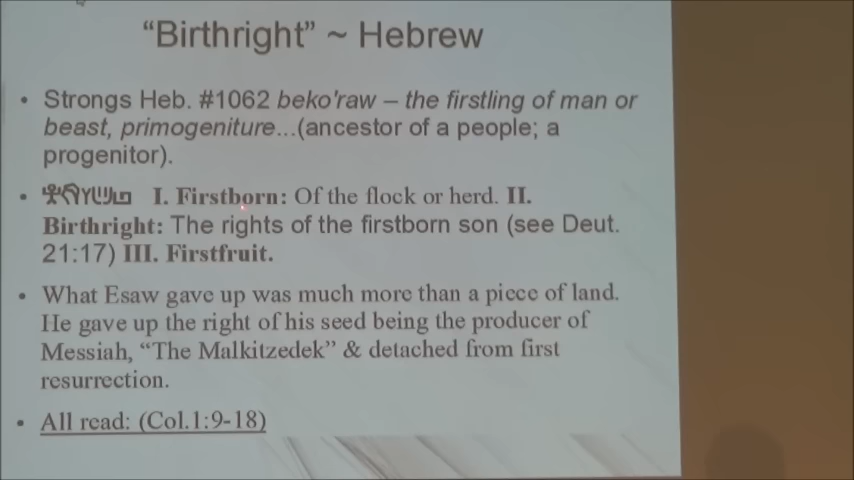 “Birthright” ~ Hebrew
• Strongs Heb. #1062 beko'raw – the firstling of man or
beast, primogeniture...(ancestor of a people; a
progenitor).
• I. Firstborn: Of the flock or herd. II.
Birthright: The rights of the firstborn son (see Deut.
21:17) III. Firstfruit.
• What Esaw gave up was much more than a piece of land.
He gave up the right of his seed being the producer of
Messiah, “The Malkitzedek” & detached from first
resurrection.
• All read: (Col.1:9-18)